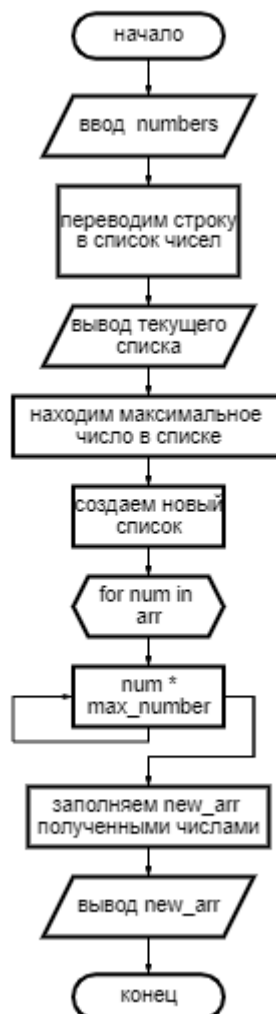 начало
ввод numbers
переводим строку
в список чисел
вывод текущего
списка
находим максимальное
число в списке
создаем новый
список
for num in
arr
num *
max_number
заполняем new_arr
полученными числами
вывод new_arr
конец